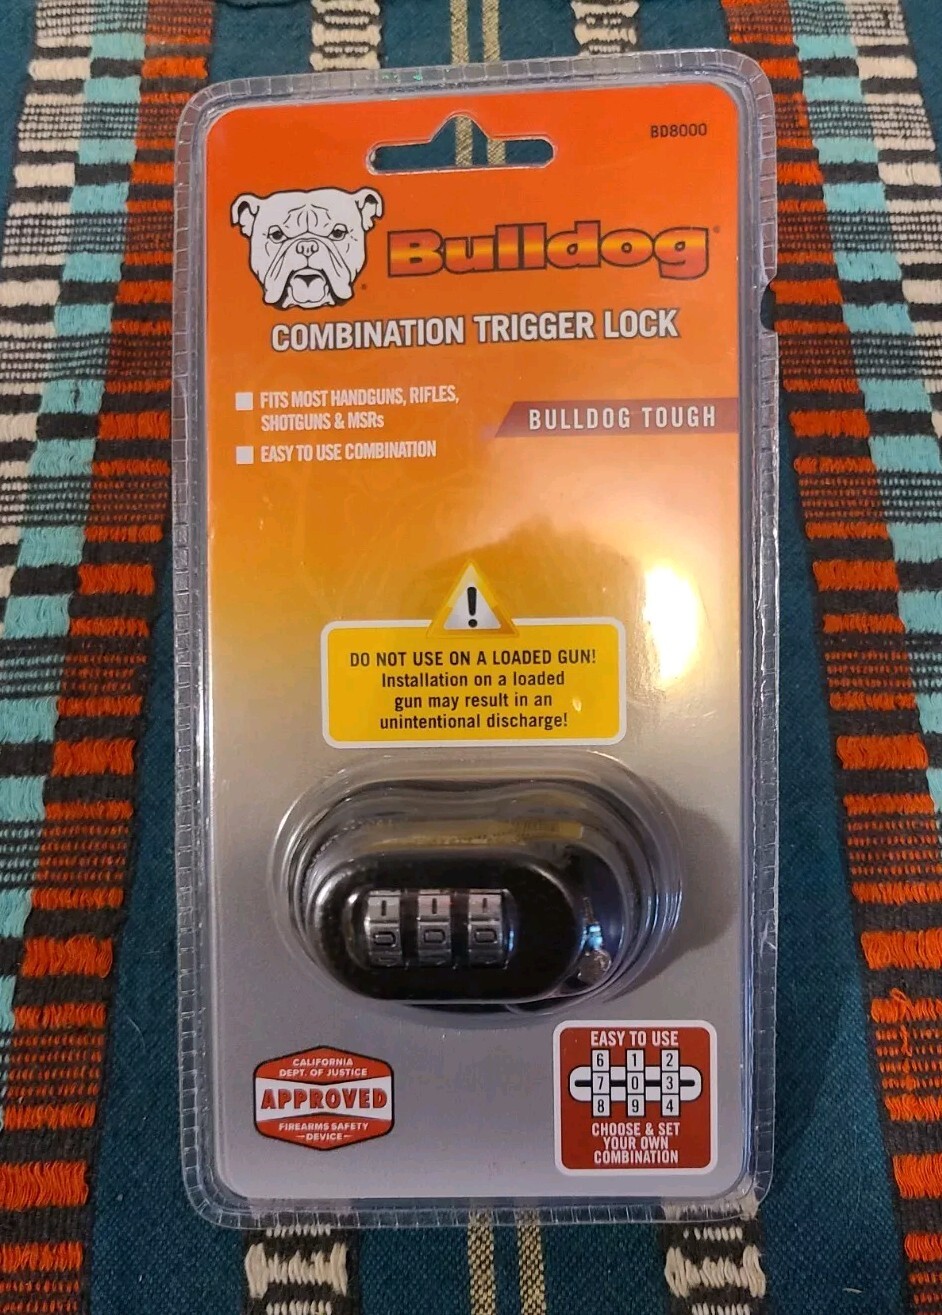 BD8000
Bulldog
COMBINATION TRIGGER LOCK
FITS MOST HANDGUNS, RIFLES,
SHOTGUNS & MSRs
EASY TO USE COMBINATION
BULLDOG TOUGH
!
DO NOT USE ON A LOADED GUN!
Installation on a loaded
gun may result in an
unintentional discharge!
0 0 0
CALIFORNIA
DEPT. OF JUSTICE
APPROVED
FIREARMS SAFETY
–DEVICE–
EASY TO USE
6 1 2
7 0 3
8 9 4
CHOOSE & SET
YOUR OWN
COMBINATION